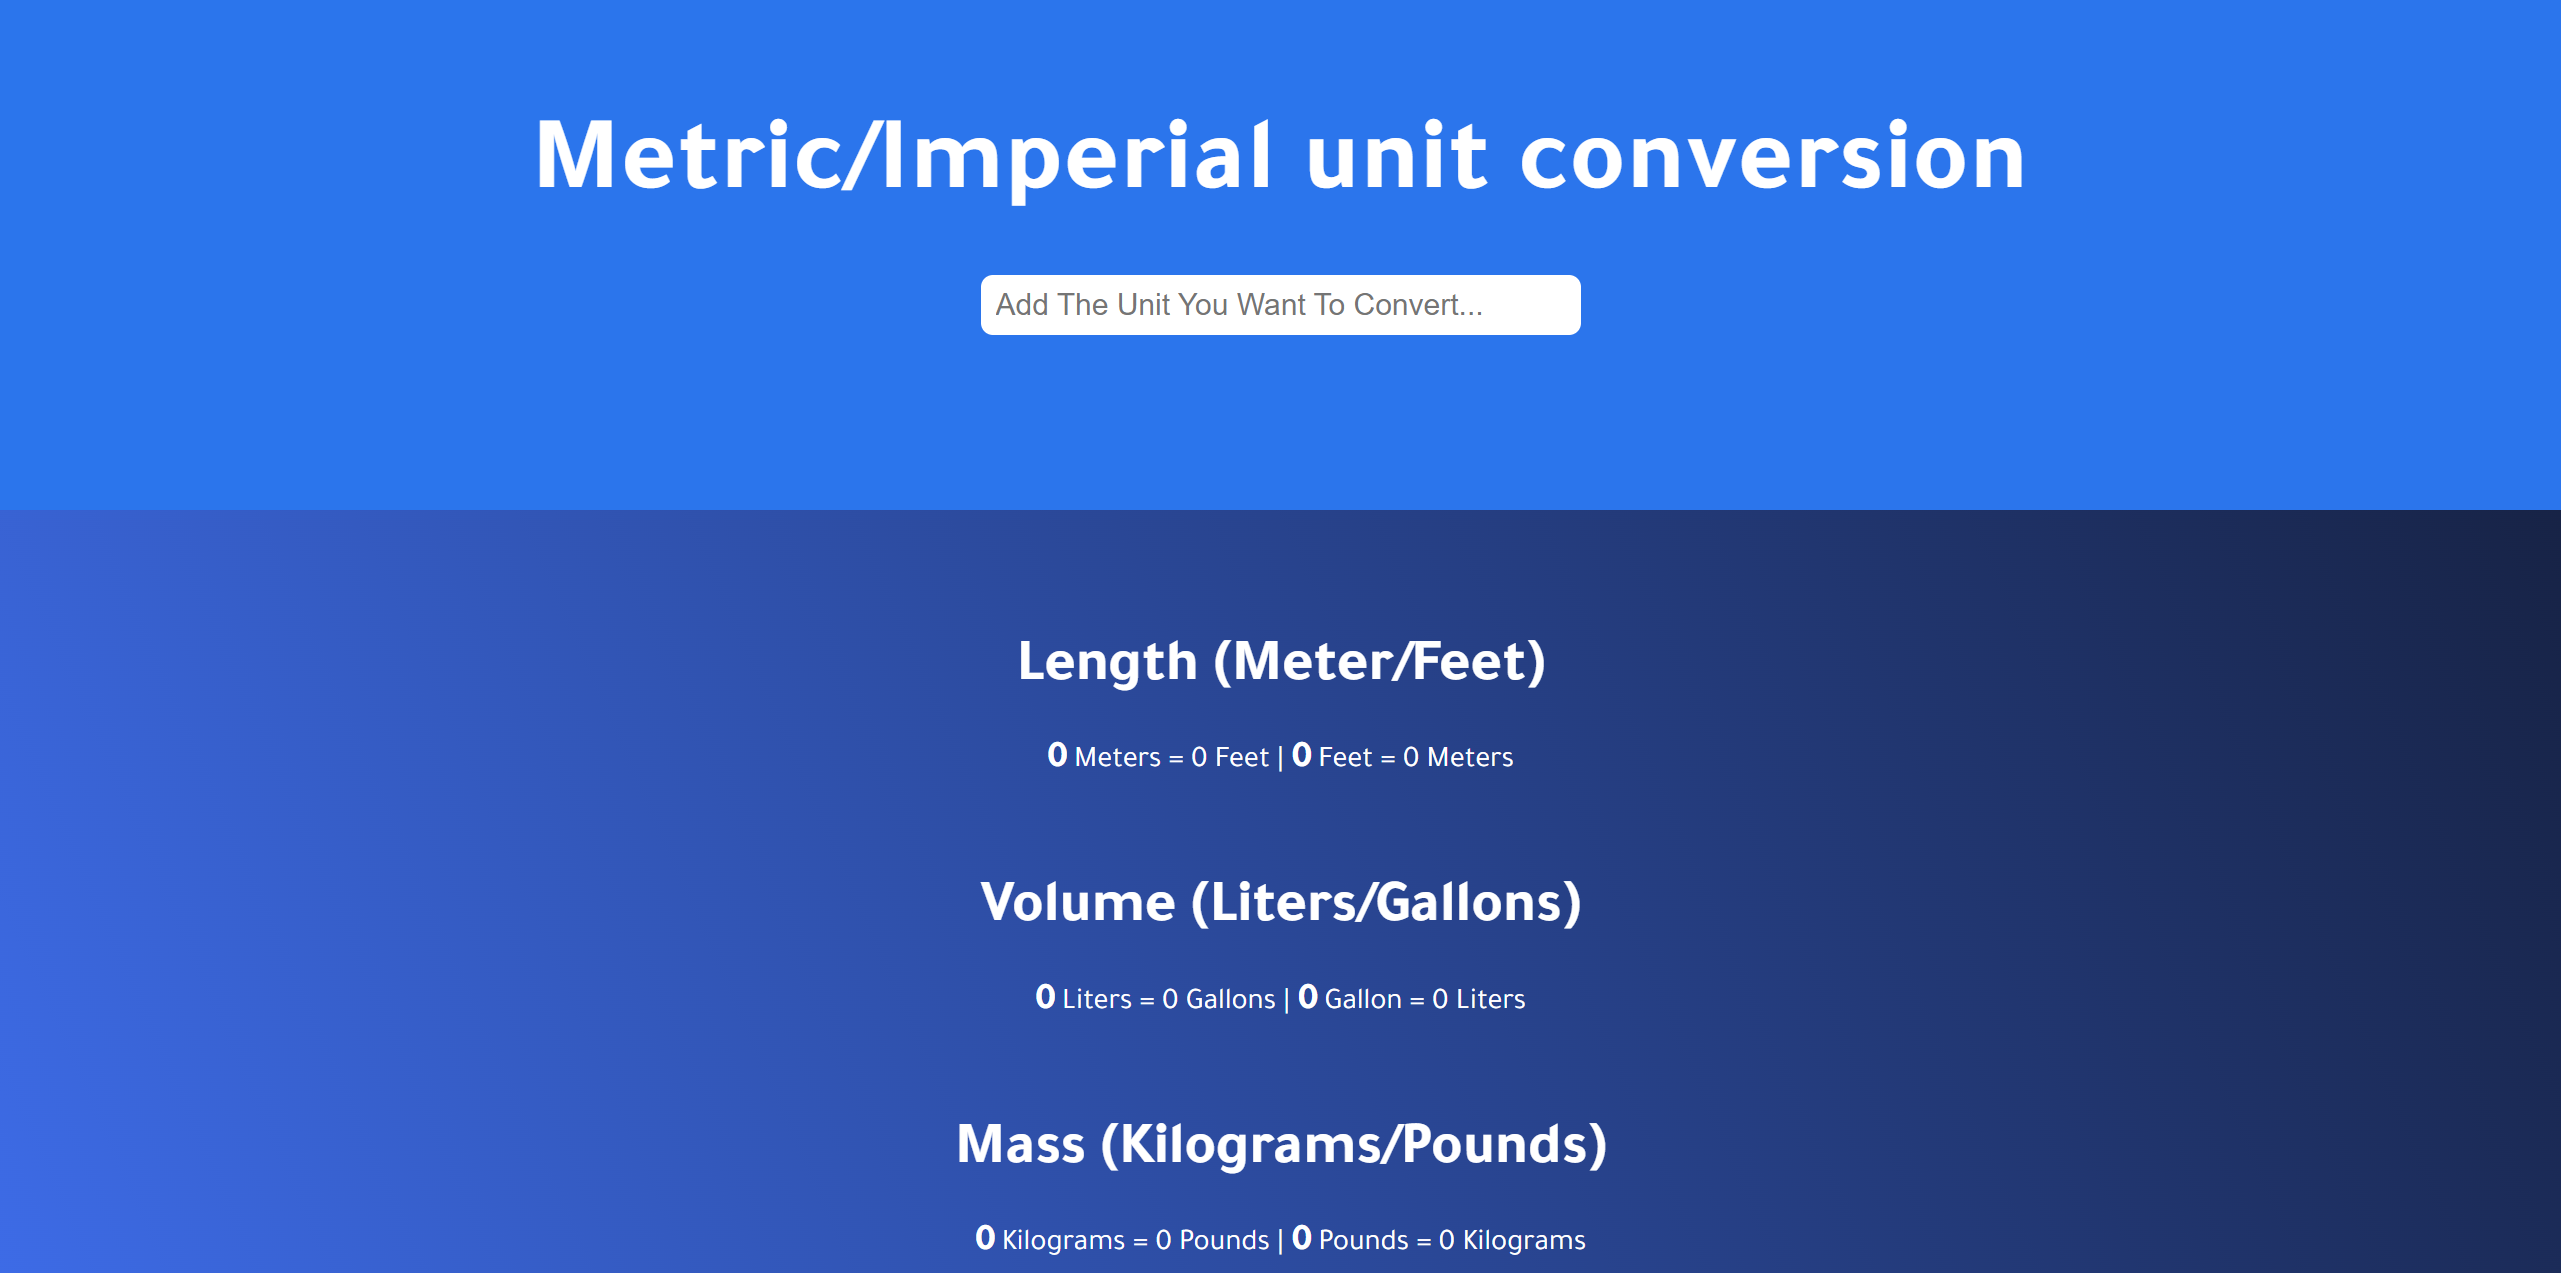 Metric/Imperial unit conversion
Add The Unit You Want To Convert...
Length (Meter/Feet)
0 Meters = 0 Feet | 0 Feet = 0 Meters
Volume (Liters/Gallons)
0 Liters = 0 Gallons | 0 Gallon = 0 Liters
Mass (Kilograms/Pounds)
0 Kilograms = 0 Pounds | 0 Pounds = 0 Kilograms